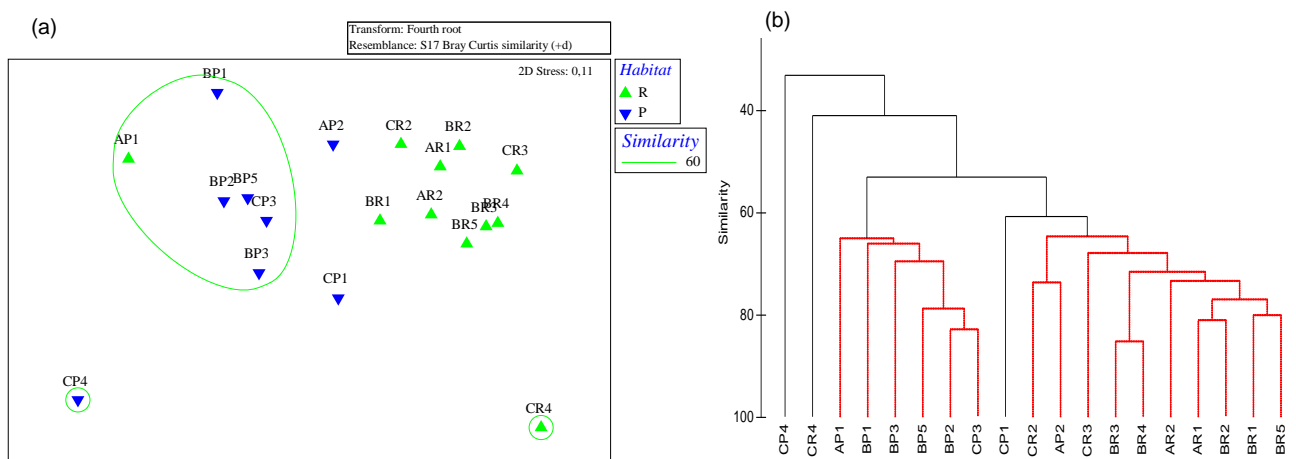 (a)
Transform: Fourth root
Resemblance: S17 Bray Curtis similarity (+d)
2D Stress: 0,11
Habitat
R
P
Similarity
60
BP1
AP1
AP2
CR2
BR2
AR1
CR3
BP2
BP5
CP3
BR1
AR2
BR3
BR4
BR5
BP3
CP1
CP4
CR4
(b)
Similarity
40
60
80
100
CP4
CR4
AP1
BP1
BP3
BP5
BP2
CP3
CP1
CR2
AP2
CR3
BR3
BR4
AR2
AR1
BR2
BR1
BR5